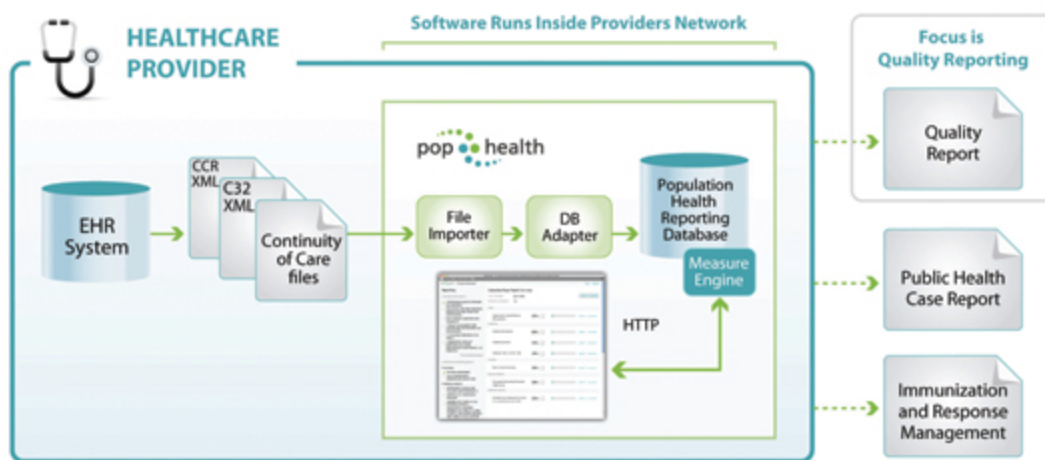 Software Runs Inside Providers Network
HEALTHCARE
PROVIDER
Focus is
Quality Reporting
Quality
Report
pop health
CCR
XML
C32
XML
Continuity
of Care
files
EHR
System
File
Importer
DB
Adapter
Population
Health
Reporting
Database
Measure
Engine
HTTP
Public Health
Case Report
Immunization
and Response
Management